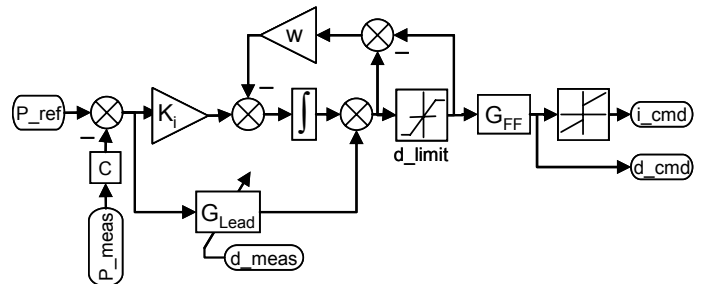 w
P_ref
K_i
∫
d_limit
G_FF
i_cmd
d_cmd
C
G_Lead
P_meas
d_meas